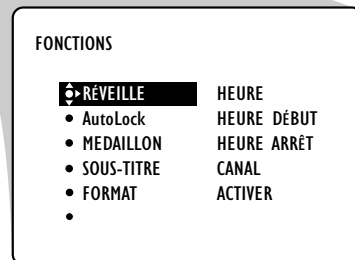 FONCTIONS
RÉVEILLE HEURE
AutoLock HEURE DÉBUT
MEDAILLON HEURE ARRÊT
SOUS-TITRE CANAL
FORMAT ACTIVER